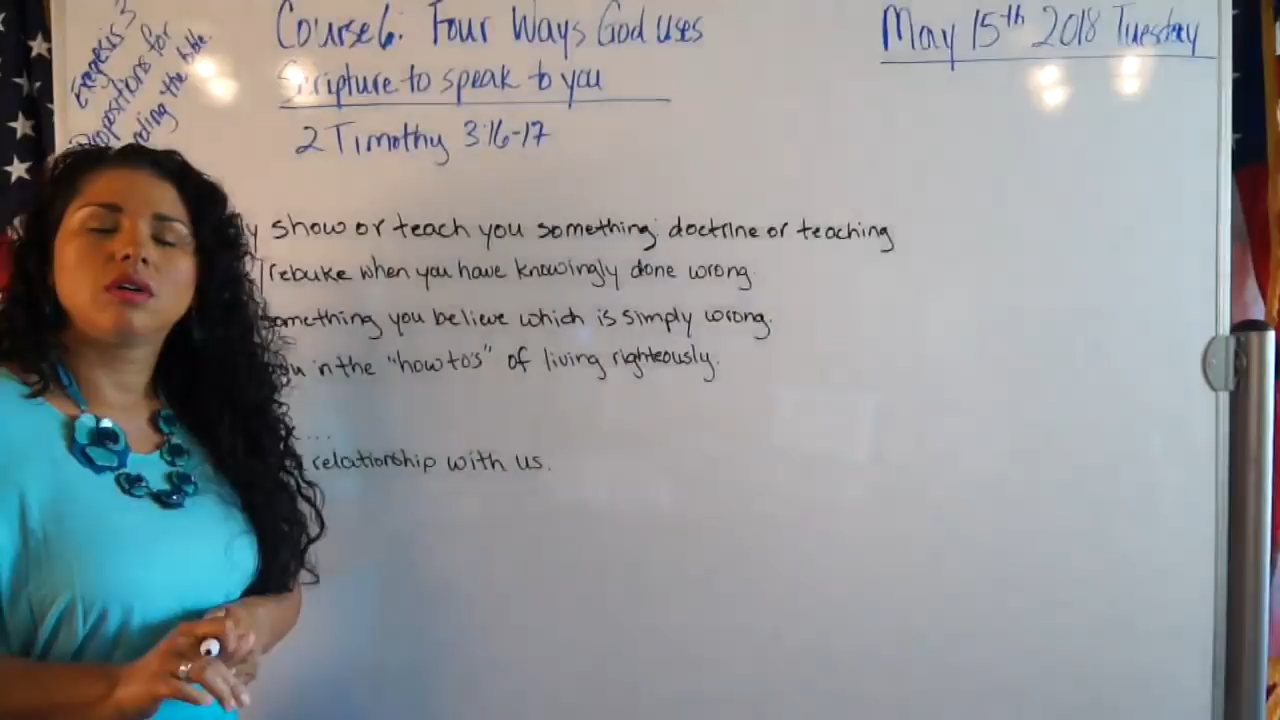 Exegesis 3
for
the bible.
Course 6: Four Ways God uses
Scripture to speak to you
2 Timothy 3:16-17
May 15th 2018 Tuesday
show or teach you something: doctrine or teaching
rebuke when you have knowingly done wrong.
something you believe which is simply wrong.
you in the "how to's" of living righteously.
...
relationship with us.